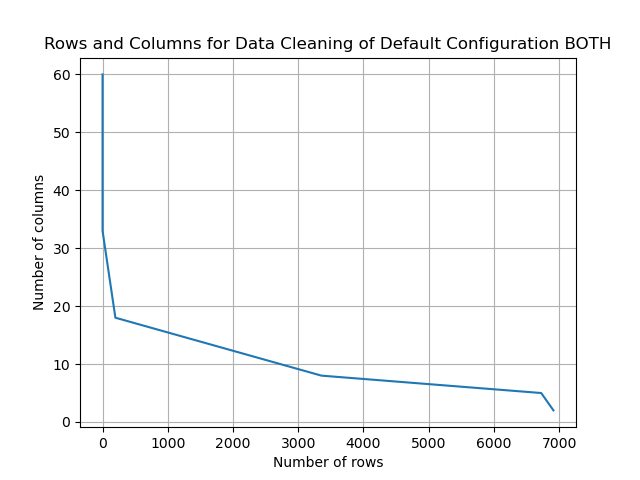 Rows and Columns for Data Cleaning of Default Configuration BOTH
60
50
40
30
20
10
0
Number of columns
0 1000 2000 3000 4000 5000 6000 7000
Number of rows